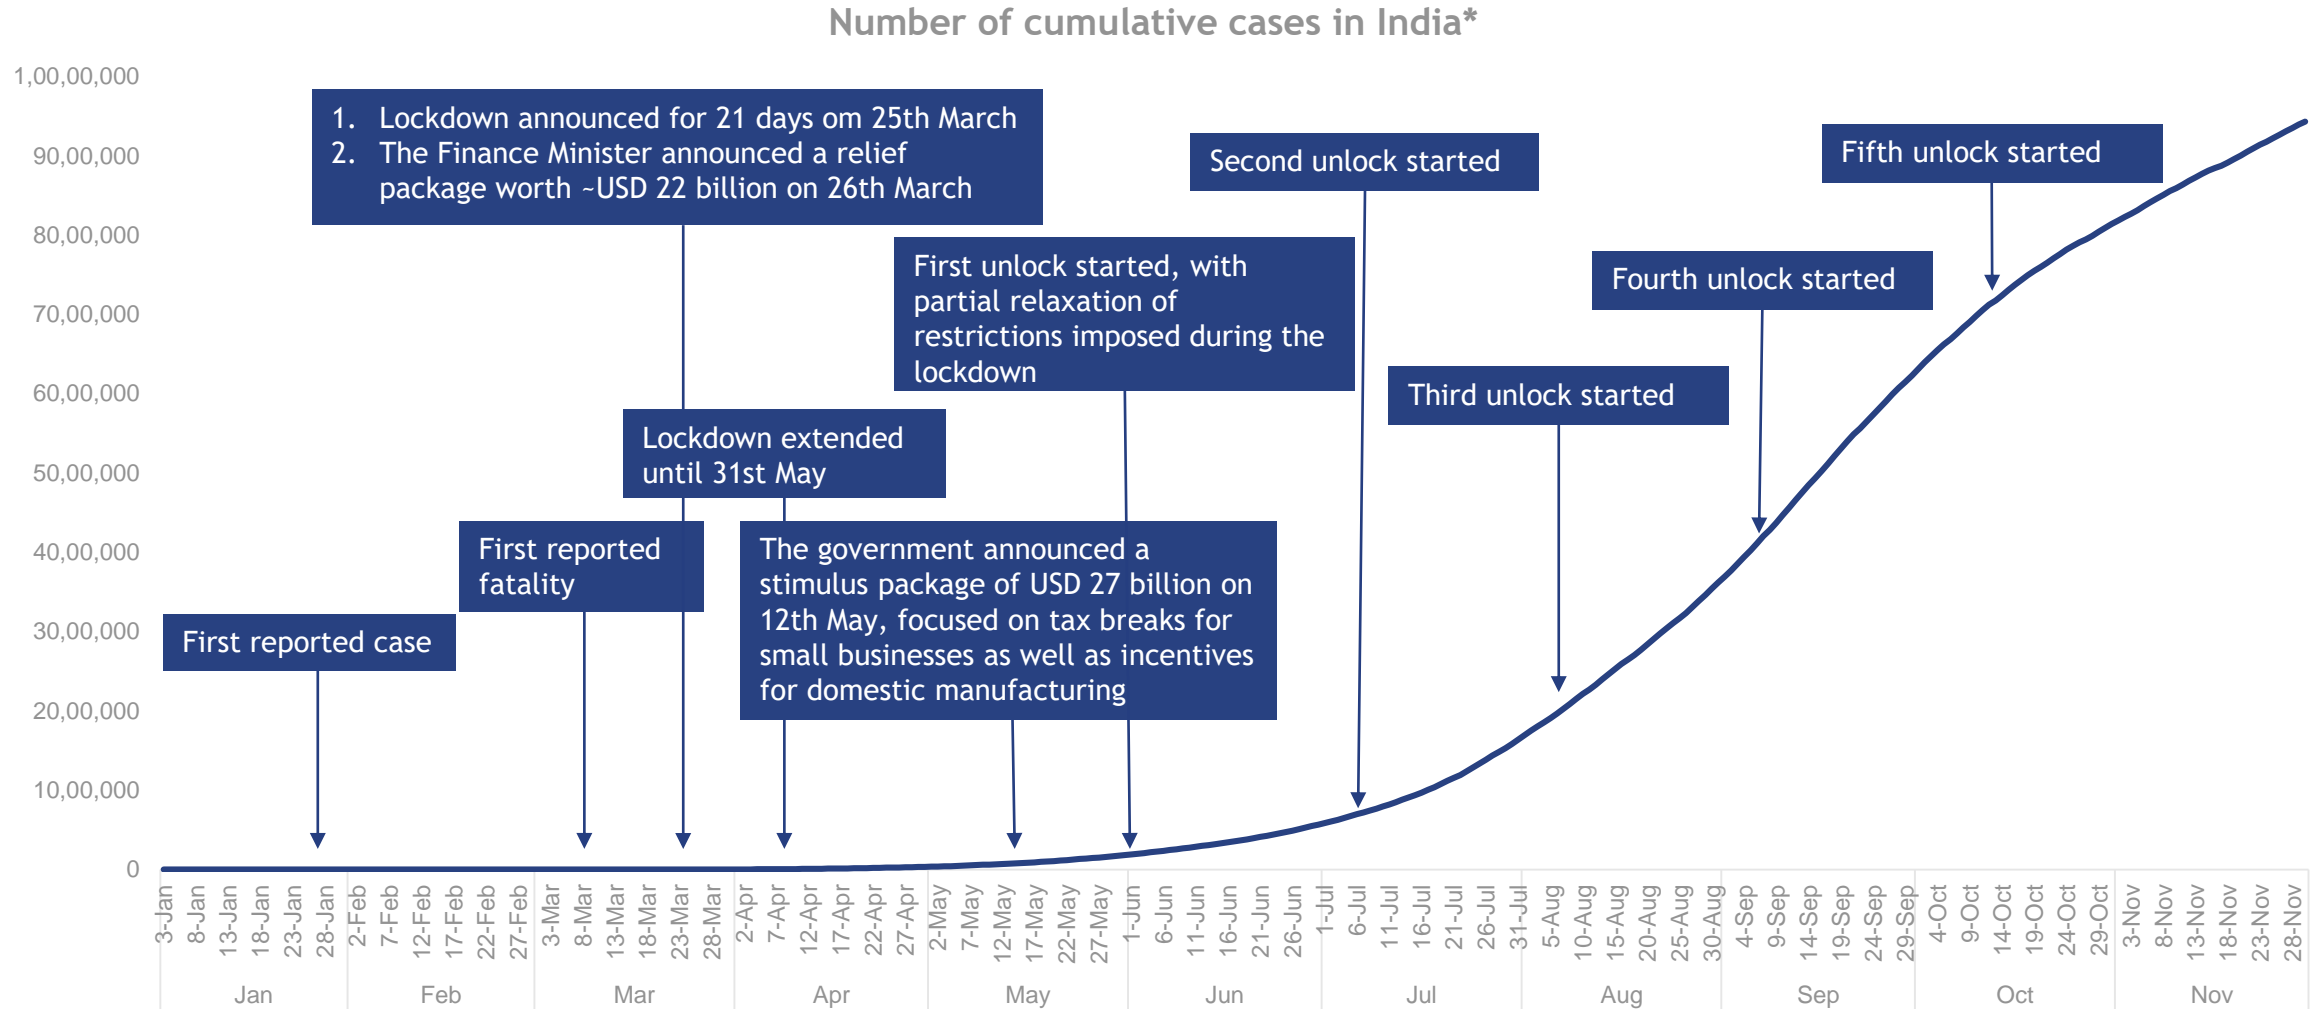 Number of cumulative cases in India*
1,00,00,000
90,00,000
80,00,000
70,00,000
60,00,000
50,00,000
40,00,000
30,00,000
20,00,000
10,00,000
0
1. Lockdown announced for 21 days om 25th March
2. The Finance Minister announced a relief
package worth ~USD 22 billion on 26th March
Second unlock started
Fifth unlock started
First unlock started, with
partial relaxation of
restrictions imposed during the
lockdown
Fourth unlock started
Third unlock started
Lockdown extended
until 31st May
First reported
fatality
The government announced a
stimulus package of USD 27 billion on
12th May, focused on tax breaks for
small businesses as well as incentives
for domestic manufacturing
First reported case
3-Jan
8-Jan
13-Jan
18-Jan
23-Jan
28-Jan
2-Feb
7-Feb
12-Feb
17-Feb
22-Feb
27-Feb
3-Mar
8-Mar
13-Mar
18-Mar
23-Mar
28-Mar
2-Apr
7-Apr
12-Apr
17-Apr
22-Apr
27-Apr
2-May
7-May
12-May
17-May
22-May
27-May
1-Jun
6-Jun
11-Jun
16-Jun
21-Jun
26-Jun
1-Jul
6-Jul
11-Jul
16-Jul
21-Jul
26-Jul
31-Jul
5-Aug
10-Aug
15-Aug
20-Aug
25-Aug
30-Aug
4-Sep
9-Sep
14-Sep
19-Sep
24-Sep
29-Sep
4-Oct
9-Oct
14-Oct
19-Oct
24-Oct
29-Oct
3-Nov
8-Nov
13-Nov
18-Nov
23-Nov
28-Nov
Jan
Feb
Mar
Apr
May
Jun
Jul
Aug
Sep
Oct
Nov